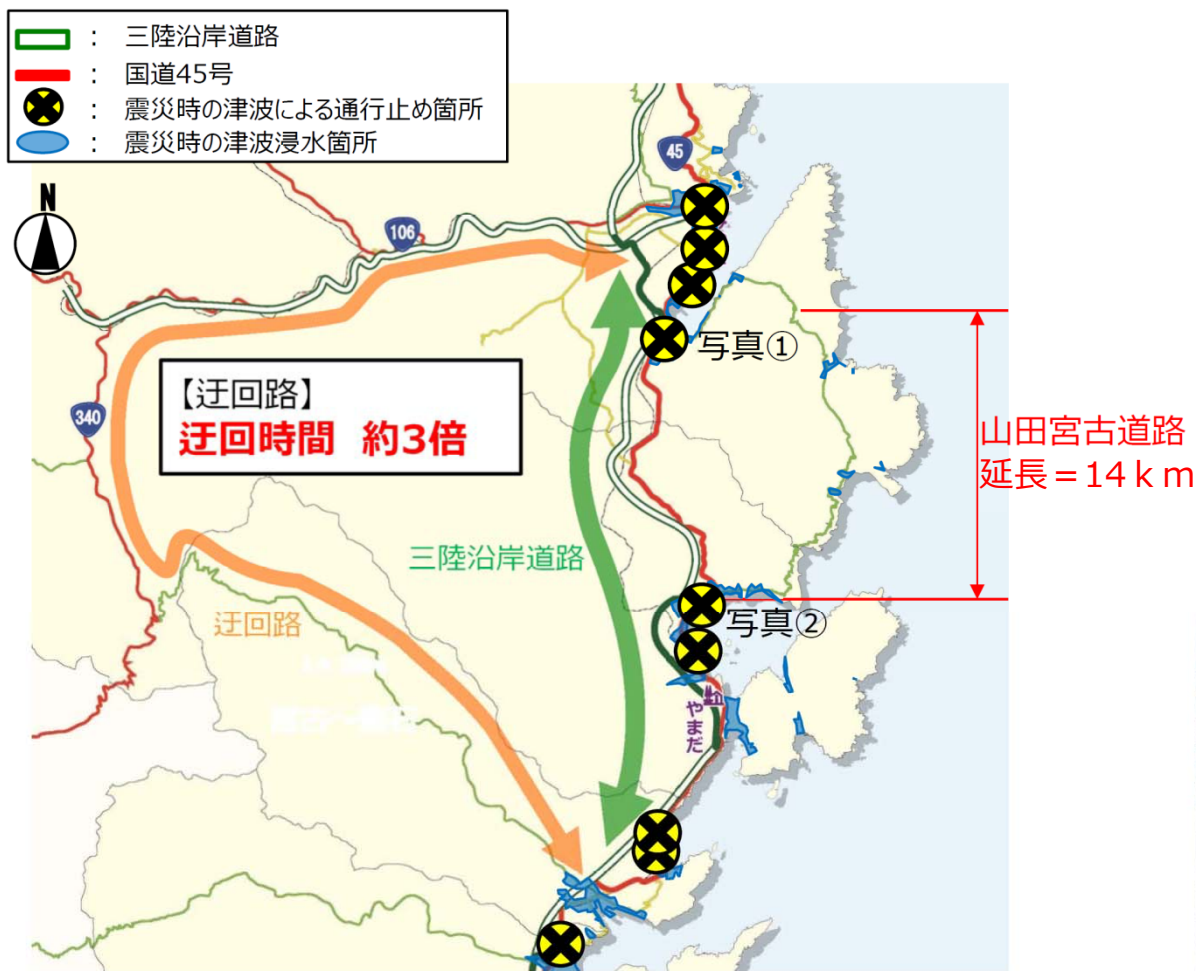 ： 三陸沿岸道路
： 国道45号
： 震災時の津波による通行止め箇所
： 震災時の津波浸水箇所
N
45
106
写真①
【迂回路】
迂回時間 約3倍
340
山田宮古道路
延長＝14ｋｍ
三陸沿岸道路
迂回路
写真②
やまだ